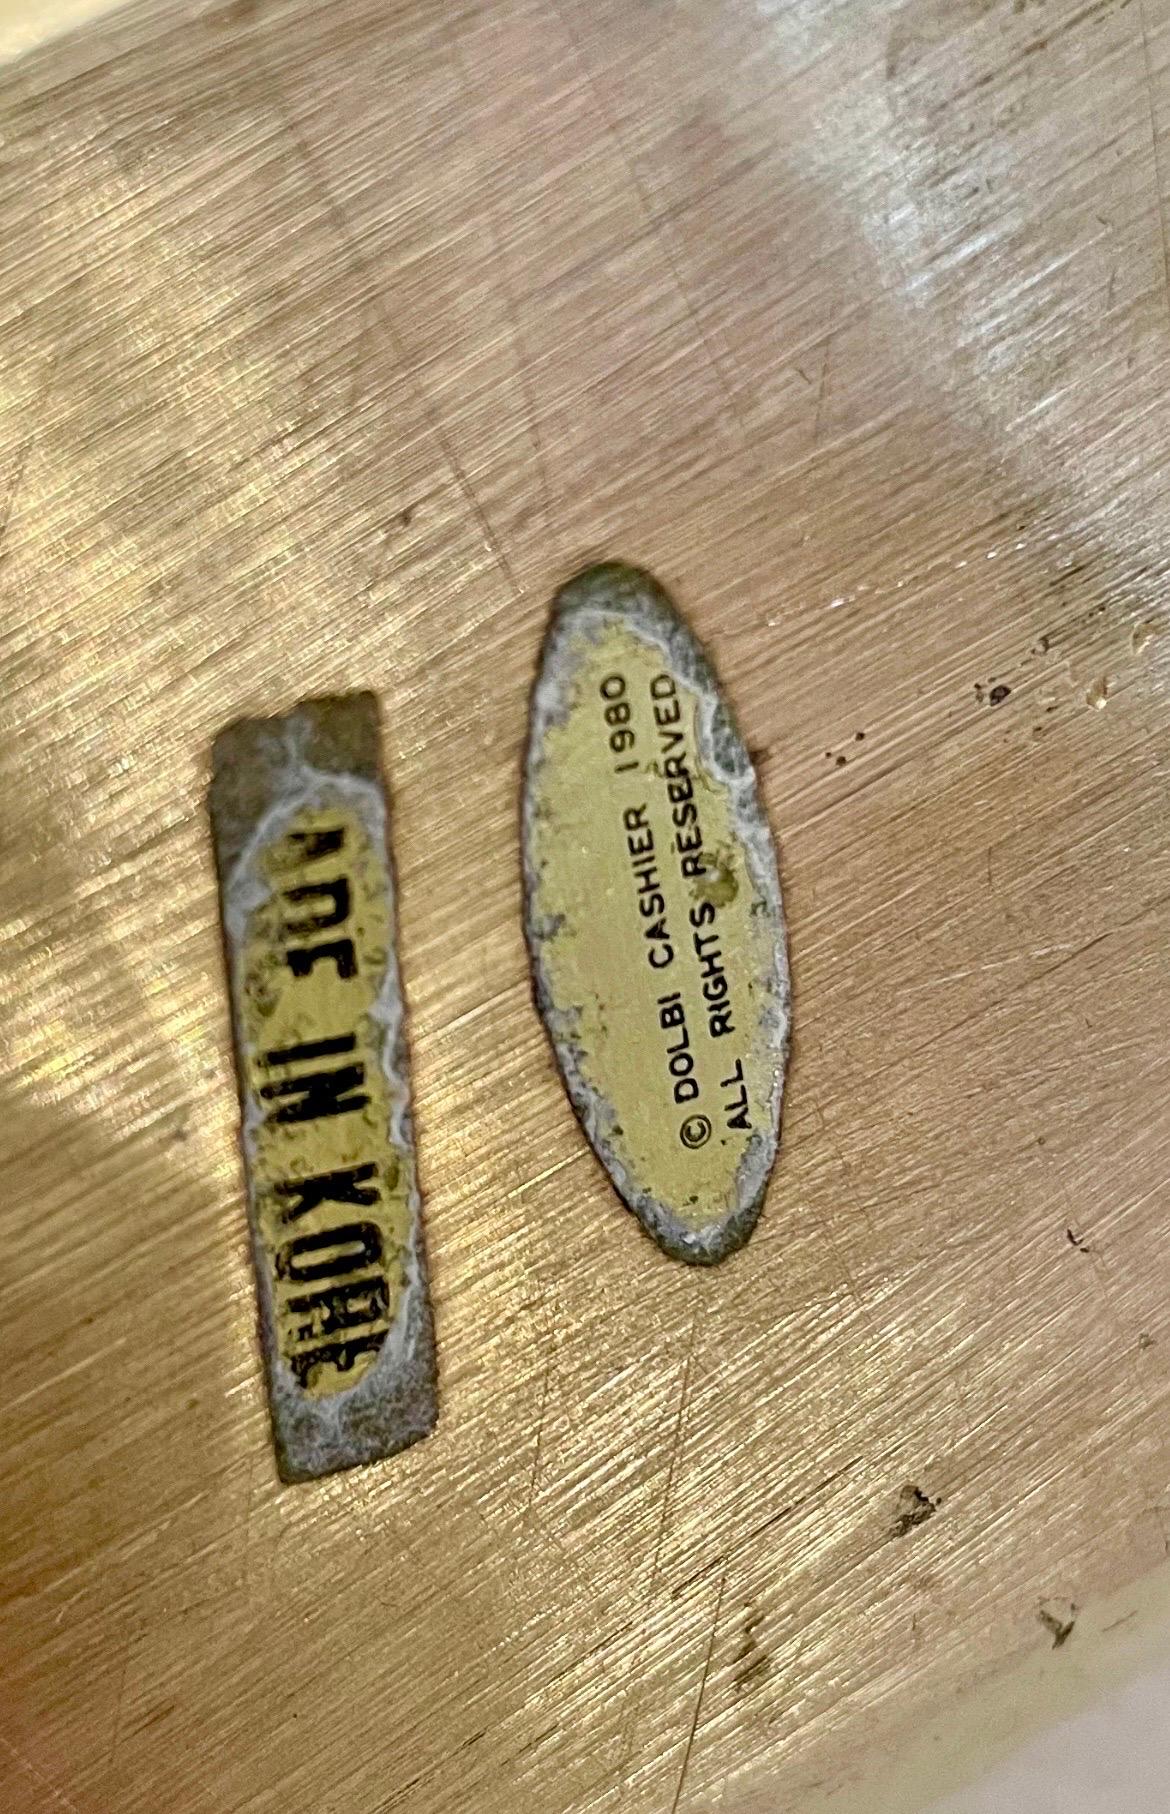 ADE IN KORE
© DOLBI CASHIER 1980
ALL RIGHTS RESERVED